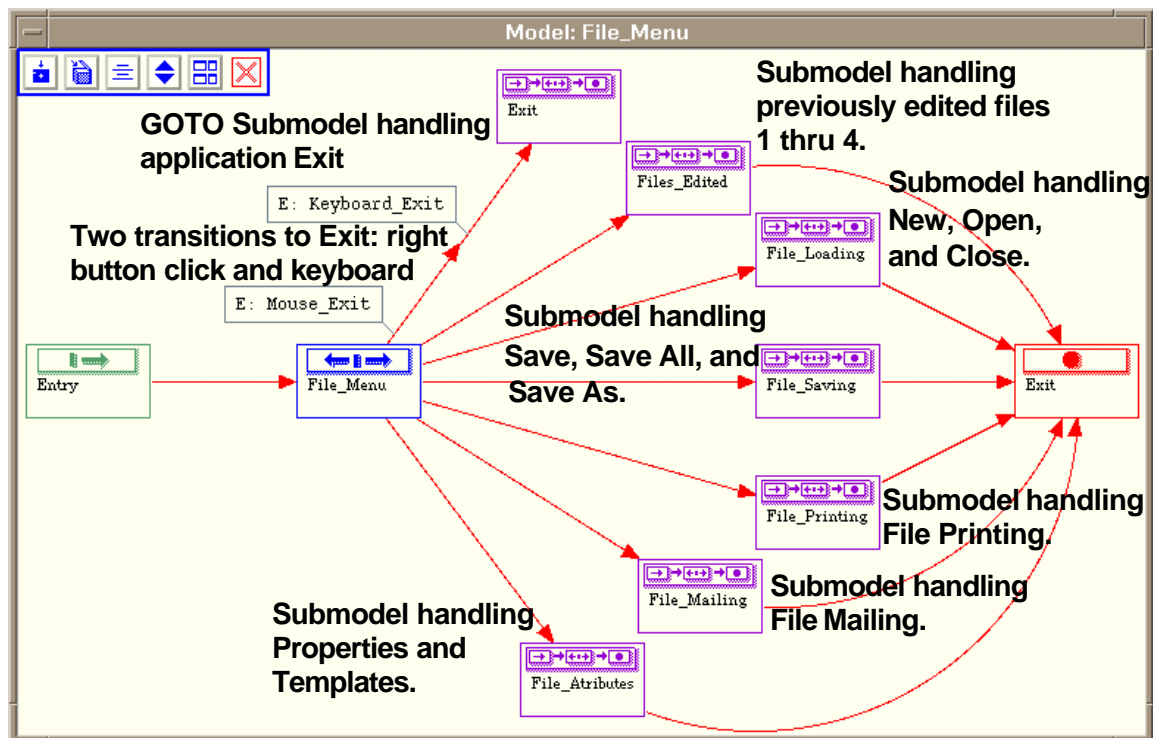 Model: File_Menu
Exit
GOTO Submodel handling
application Exit
Submodel handling
previously edited files
1 thru 4.
Files_Edited
E: Keyboard_Exit
Two transitions to Exit: right
button click and keyboard
E: Mouse_Exit
Submodel handling
New, Open,
and Close.
File_Loading
Submodel handling
Save, Save All, and
Save As.
Entry
File_Menu
File_Saving
Exit
File_Printing
Submodel handling
File Printing.
File_Mailing
Submodel handling
File Mailing.
Submodel handling
Properties and
Templates.
File_Atributes